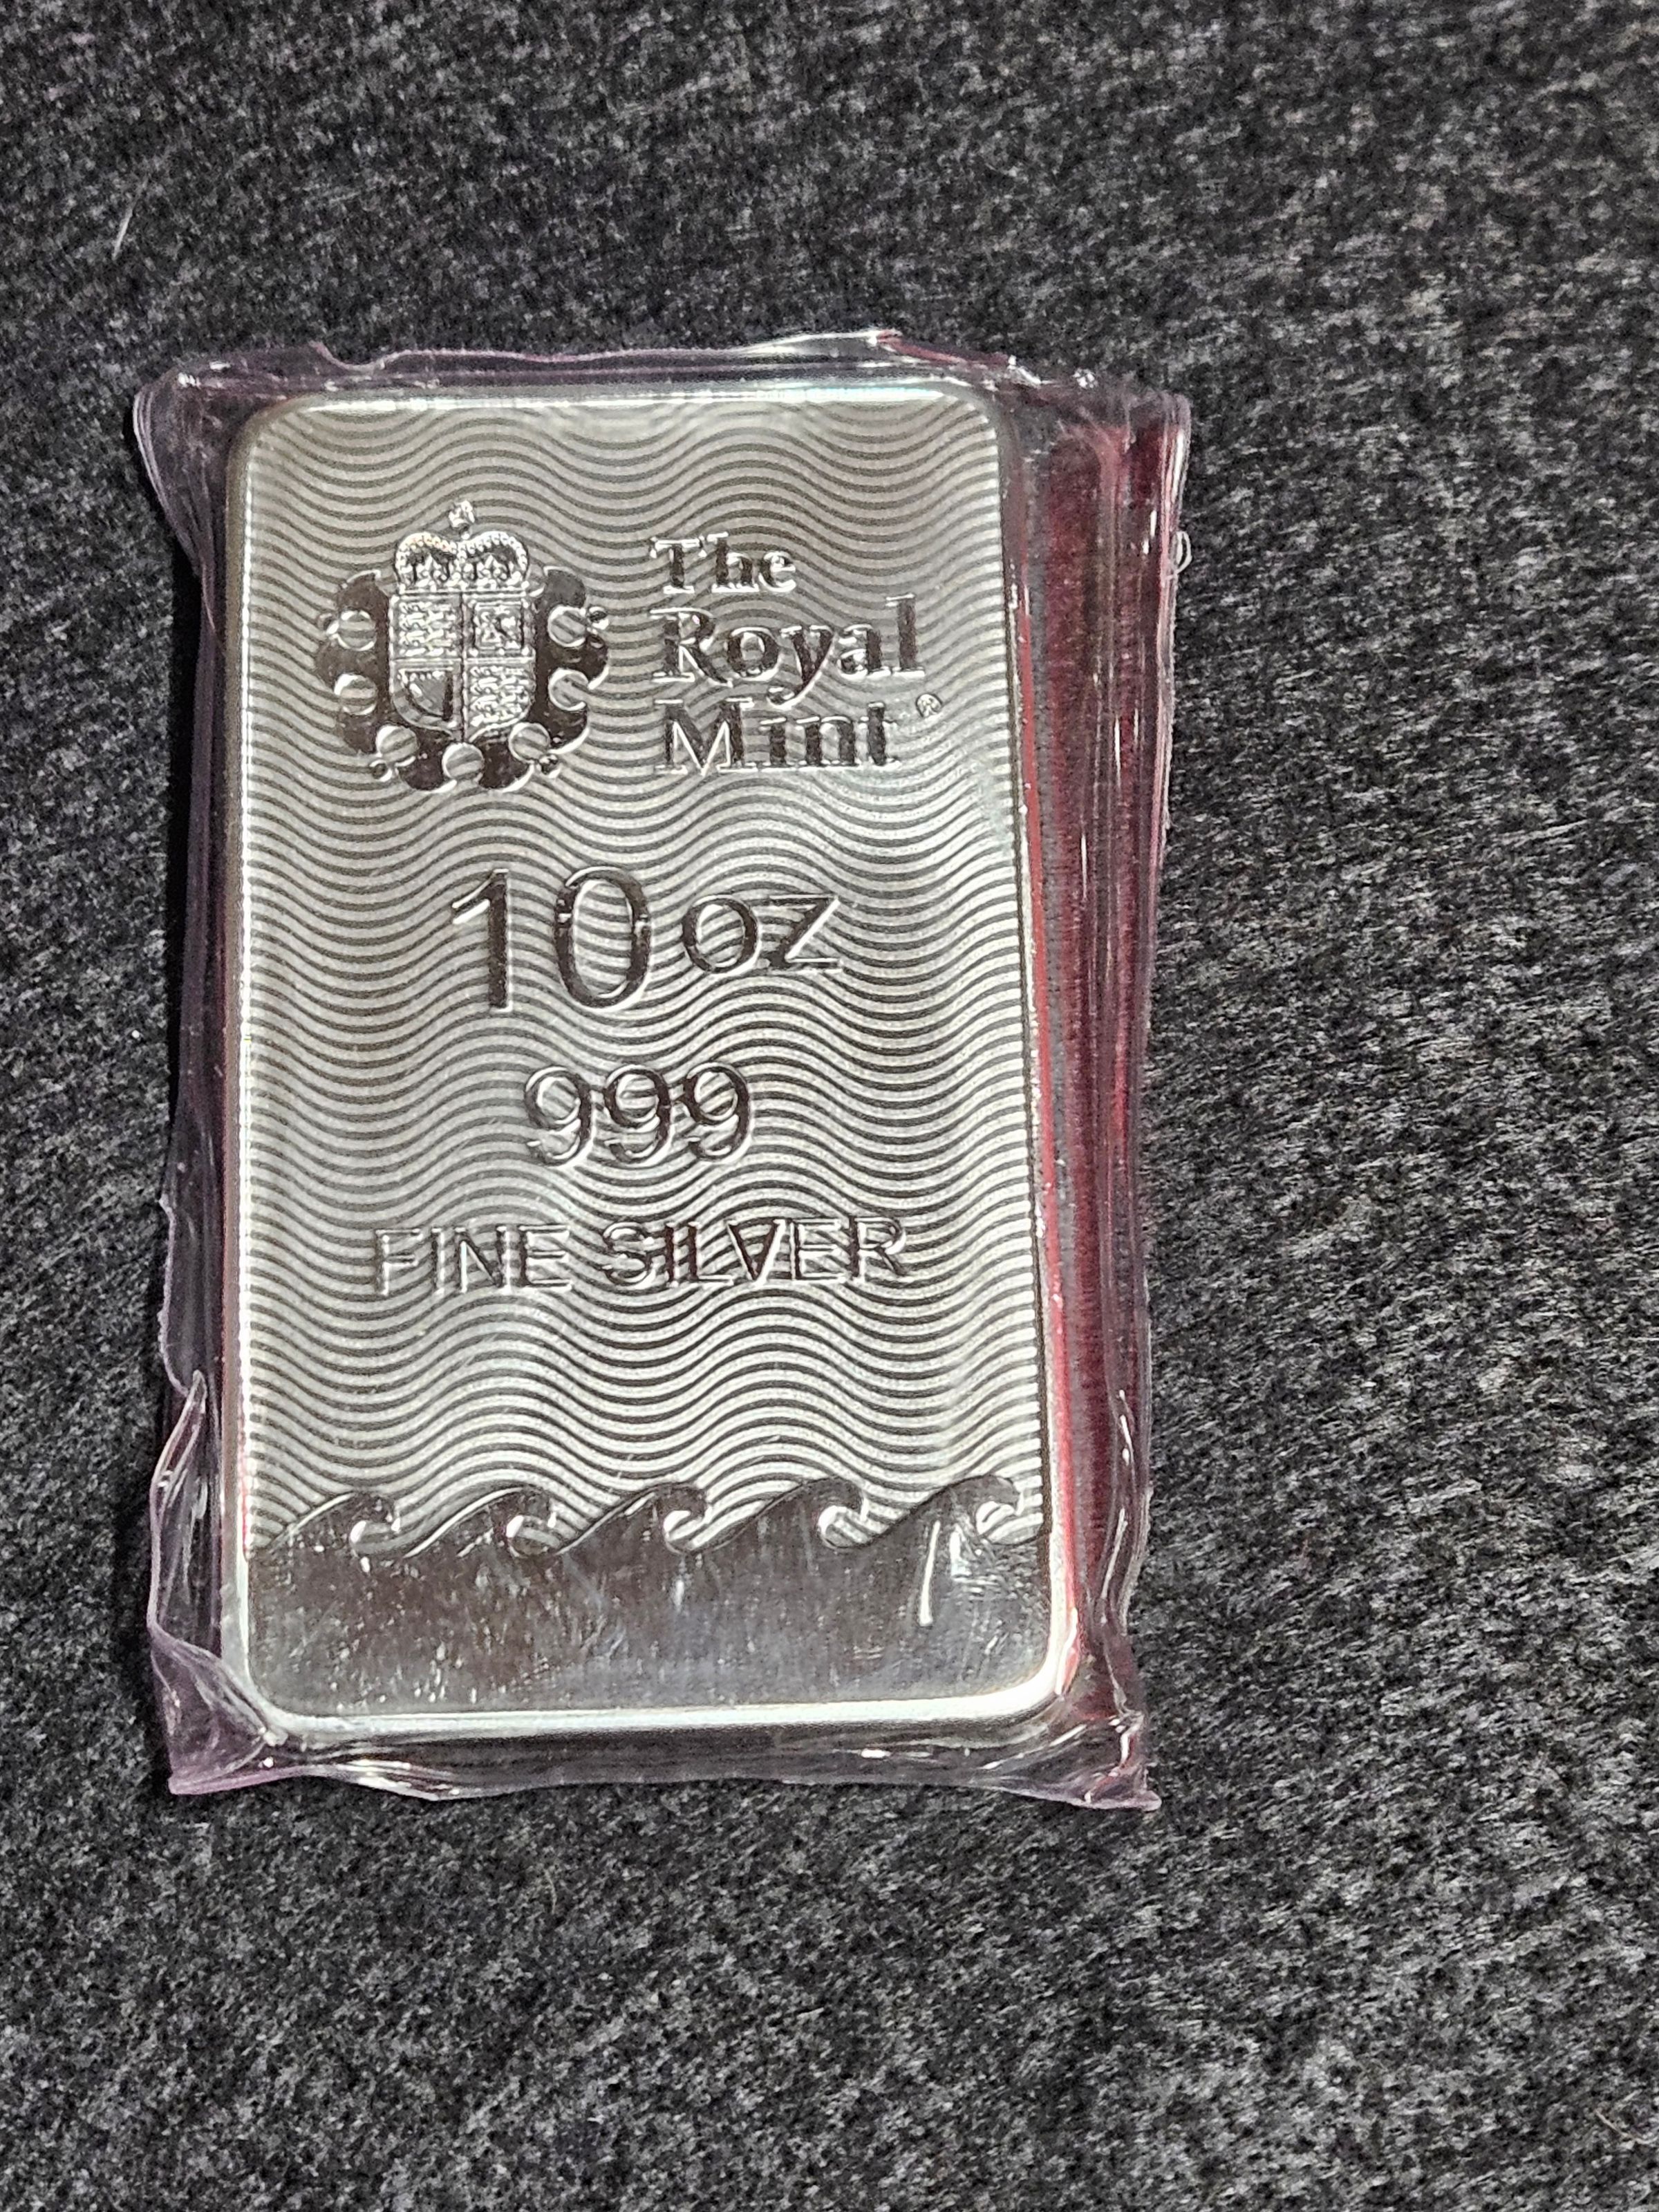 The
Royal
Mint®
10 oz
999
FINE SILVER